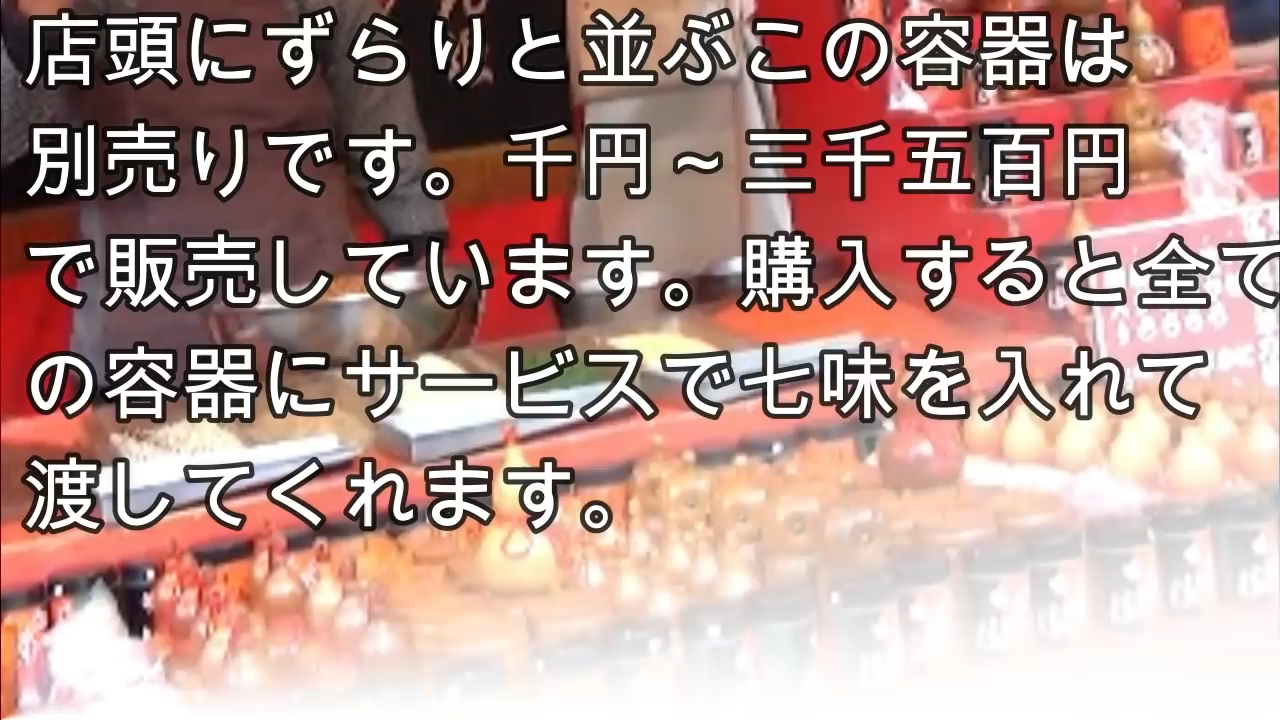 店頭にずらりと並ぶこの容器は
別売りです。千円～三千五百円
で販売しています。購入すると全て
の容器にサービスで七味を入れて
渡してくれます。